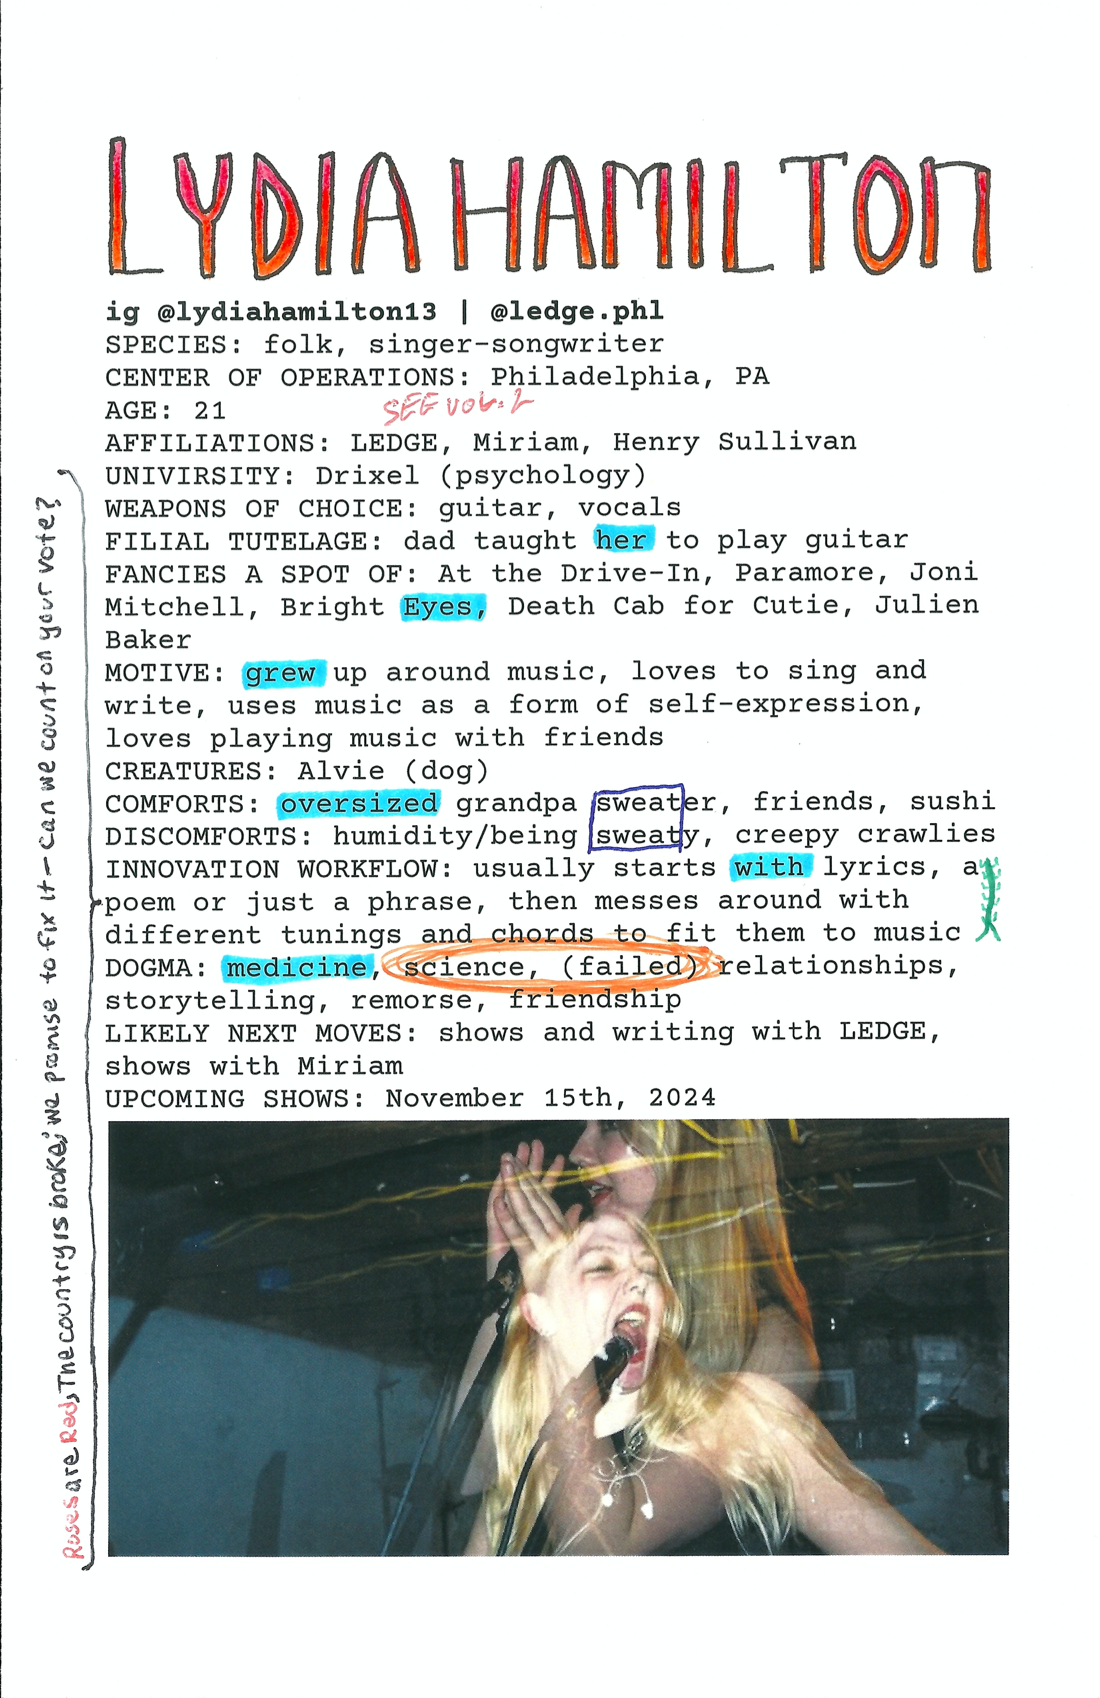 LYDIA HAMILTON
ig @lydiahamilton13 | @ledge.phl
SPECIES: folk, singer-songwriter
CENTER OF OPERATIONS: Philadelphia, PA
AGE: 21
SEE VOL. 2
AFFILIATIONS: LEDGE, Miriam, Henry Sullivan
UNIVIRSITY: Drixel (psychology)
WEAPONS OF CHOICE: guitar, vocals
FILIAL TUTELAGE: dad taught her to play guitar
FANCIES A SPOT OF: At the Drive-In, Paramore, Joni
Mitchell, Bright Eyes, Death Cab for Cutie, Julien
Baker
MOTIVE: grew up around music, loves to sing and
write, uses music as a form of self-expression,
loves playing music with friends
CREATURES: Alvie (dog)
COMFORTS: oversized grandpa sweater, friends, sushi
DISCOMFORTS: humidity/being sweaty, creepy crawlies
INNOVATION WORKFLOW: usually starts with lyrics, a
poem or just a phrase, then messes around with
different tunings and chords to fit them to music
DOGMA: medicine, science, (failed) relationships,
storytelling, remorse, friendship
LIKELY NEXT MOVES: shows and writing with LEDGE,
shows with Miriam
UPCOMING SHOWS: November 15th, 2024
Roses are Red, The country is broke; we promise to fix it - can we count on your vote?